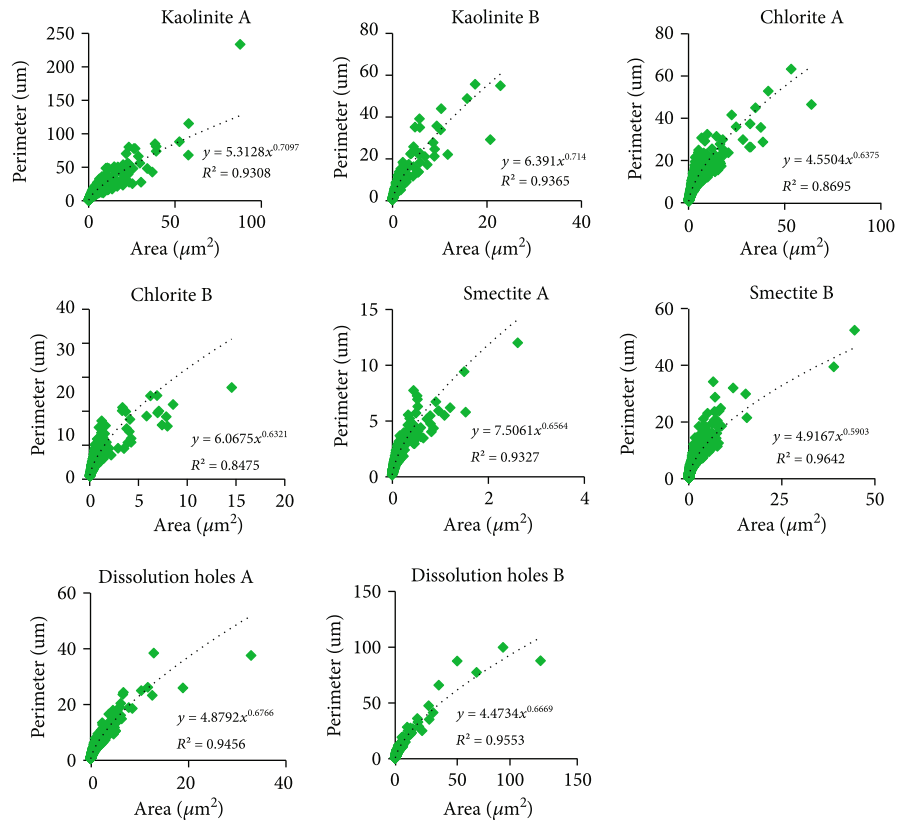 Kaolinite A
250
200
150
100
50
0
Perimeter (um)
y = 5.3128x^0.7097
R² = 0.9308
0 50 100
Area (μm²)
Kaolinite B
80
60
40
20
0
Perimeter (um)
y = 6.391x^0.714
R² = 0.9365
0 20 40
Area (μm²)
Chlorite A
80
60
40
20
0
Perimeter (um)
y = 4.5504x^0.6375
R² = 0.8695
0 50 100
Area (μm²)
Chlorite B
40
30
20
10
0
Perimeter (um)
y = 6.0675x^0.6321
R² = 0.8475
0 5 10 15 20
Area (μm²)
Smectite A
15
10
5
0
Perimeter (um)
y = 7.5061x^0.6564
R² = 0.9327
0 2 4
Area (μm²)
Smectite B
60
40
20
0
Perimeter (um)
y = 4.9167x^0.5903
R² = 0.9642
0 25 50
Area (μm²)
Dissolution holes A
60
40
20
0
Perimeter (um)
y = 4.8792x^0.6766
R² = 0.9456
0 20 40
Area (μm²)
Dissolution holes B
150
100
50
0
Perimeter (um)
y = 4.4734x^0.6669
R² = 0.9553
0 50 100 150
Area (μm²)